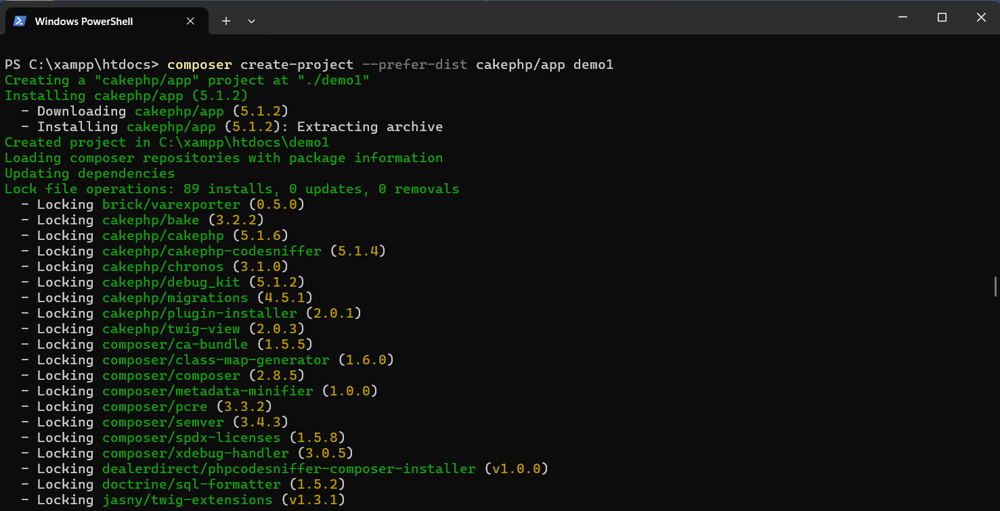 Windows PowerShell
PS C:\xampp\htdocs> composer create-project --prefer-dist cakephp/app demo1
Creating a "cakephp/app" project at "./demo1"
Installing cakephp/app (5.1.2)
  - Downloading cakephp/app (5.1.2)
  - Installing cakephp/app (5.1.2): Extracting archive
Created project in C:\xampp\htdocs\demo1
Loading composer repositories with package information
Updating dependencies
Lock file operations: 89 installs, 0 updates, 0 removals
  - Locking brick/varexporter (0.5.0)
  - Locking cakephp/bake (3.2.2)
  - Locking cakephp/cakephp (5.1.6)
  - Locking cakephp/cakephp-codesniffer (5.1.4)
  - Locking cakephp/chronos (3.1.0)
  - Locking cakephp/debug_kit (5.1.2)
  - Locking cakephp/migrations (4.5.1)
  - Locking cakephp/plugin-installer (2.0.1)
  - Locking cakephp/twig-view (2.0.3)
  - Locking composer/ca-bundle (1.5.5)
  - Locking composer/class-map-generator (1.6.0)
  - Locking composer/composer (2.8.5)
  - Locking composer/metadata-minifier (1.0.0)
  - Locking composer/pcre (3.3.2)
  - Locking composer/semver (3.4.3)
  - Locking composer/spdx-licenses (1.5.8)
  - Locking composer/xdebug-handler (3.0.5)
  - Locking dealerdirect/phpcodesniffer-composer-installer (v1.0.0)
  - Locking doctrine/sql-formatter (1.5.2)
  - Locking jasny/twig-extensions (v1.3.1)